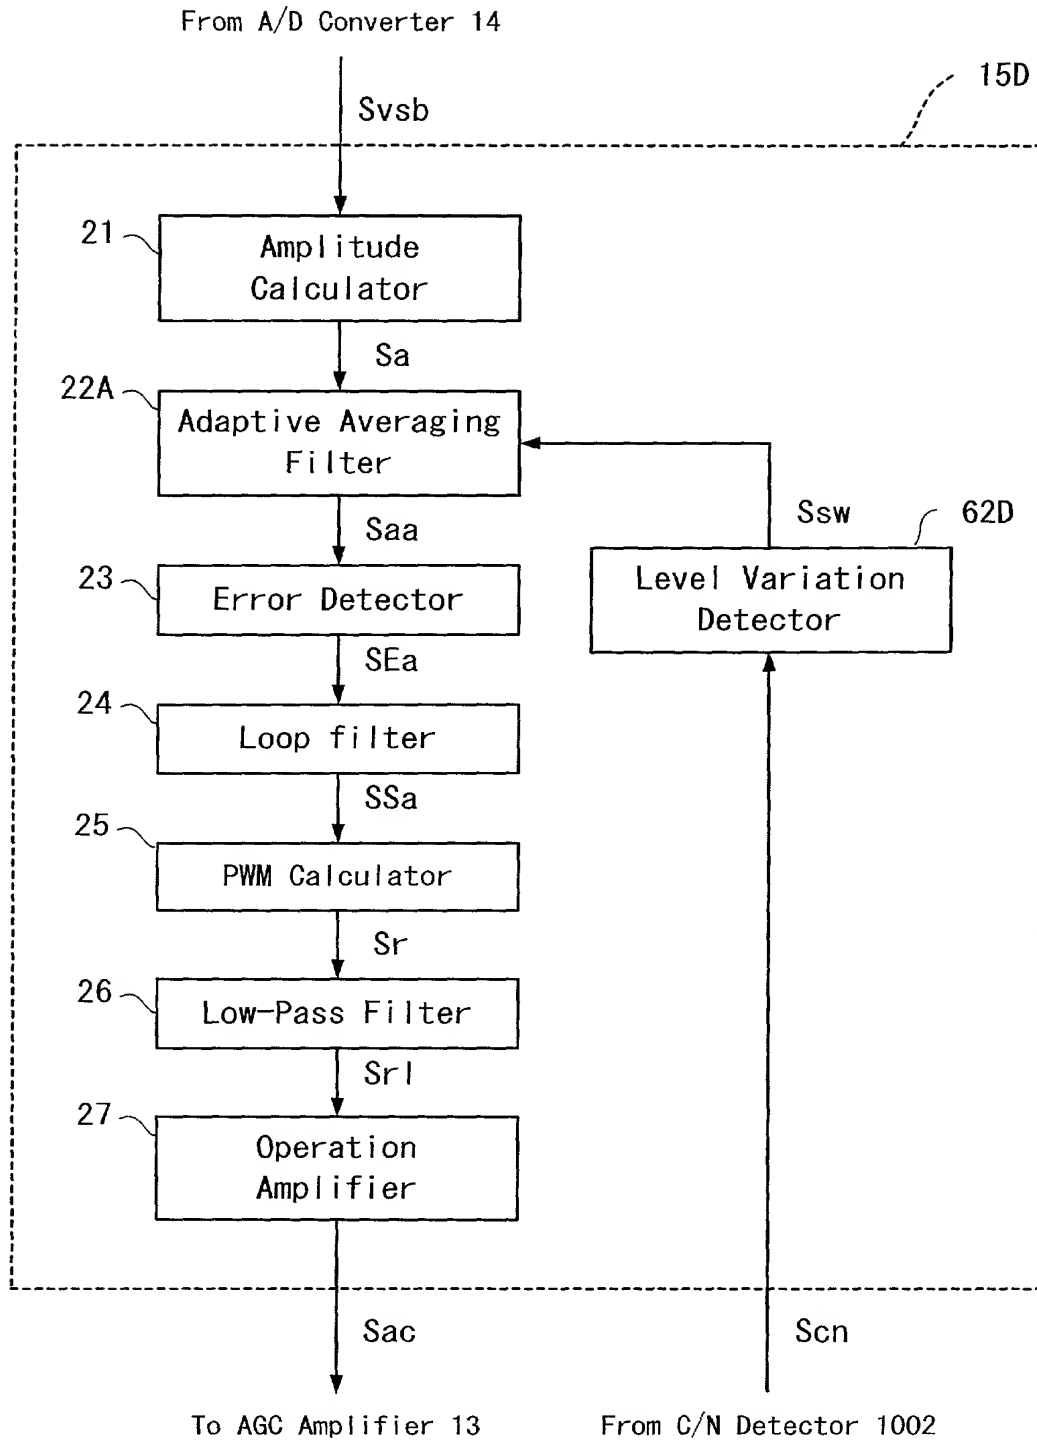 From A/D Converter 14
Svsb
15D
21
Amplitude
Calculator
Sa
22A
Adaptive Averaging
Filter
Saa
Ssw
62D
Level Variation
Detector
23
Error Detector
SEa
24
Loop filter
SSa
25
PWM Calculator
Sr
26
Low-Pass Filter
Srl
27
Operation
Amplifier
Sac
Scn
To AGC Amplifier 13
From C/N Detector 1002